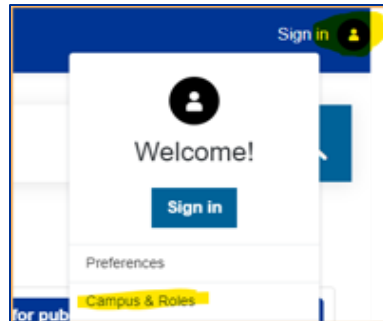 Sign in
Welcome!
Sign in
Preferences
Campus & Roles
for pub